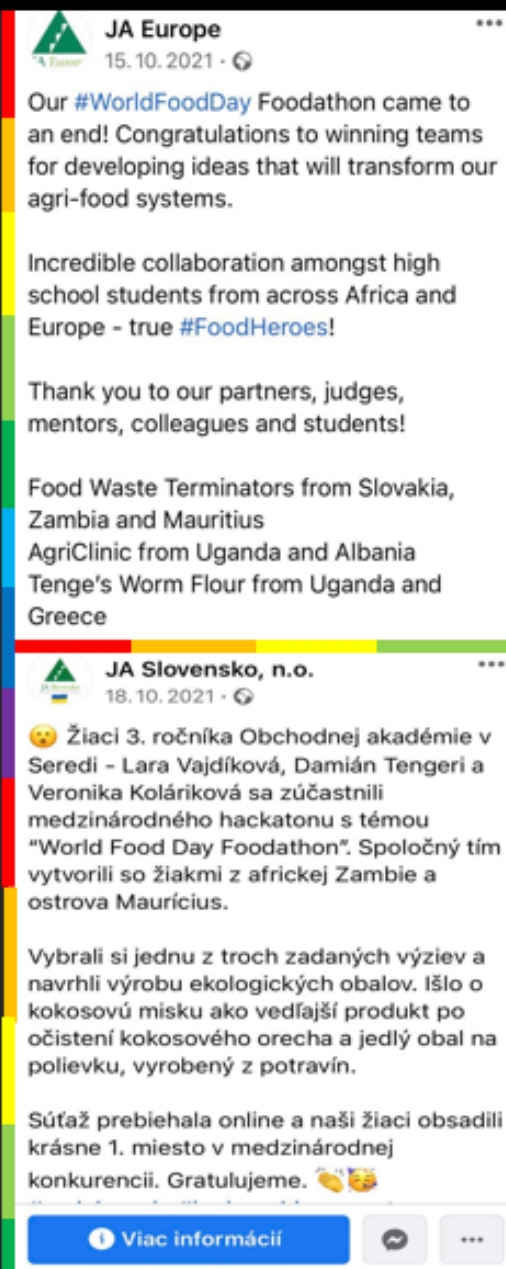 JA Europe
15. 10. 2021 ·
Our #WorldFoodDay Foodathon came to
an end! Congratulations to winning teams
for developing ideas that will transform our
agri-food systems.
Incredible collaboration amongst high
school students from across Africa and
Europe - true #FoodHeroes!
Thank you to our partners, judges,
mentors, colleagues and students!
Food Waste Terminators from Slovakia,
Zambia and Mauritius
AgriClinic from Uganda and Albania
Tenge's Worm Flour from Uganda and
Greece
JA Slovensko, n.o.
18. 10. 2021 ·
😮 Žiaci 3. ročníka Obchodnej akadémie v
Seredi - Lara Vajdíková, Damián Tengeri a
Veronika Koláriková sa zúčastnili
medzinárodného hackatonu s témou
“World Food Day Foodathon”. Spoločný tím
vytvorili so žiakmi z africkej Zambie a
ostrova Maurícius.
Vybrali si jednu z troch zadaných výziev a
navrhli výrobu ekologických obalov. Išlo o
kokosovú misku ako vedľajší produkt po
očistení kokosového orecha a jedlý obal na
polievku, vyrobený z potravín.
Súťaž prebiehala online a naši žiaci obsadili
krásne 1. miesto v medzinárodnej
konkurencii. Gratulujeme. 👏🥳
Viac informácií